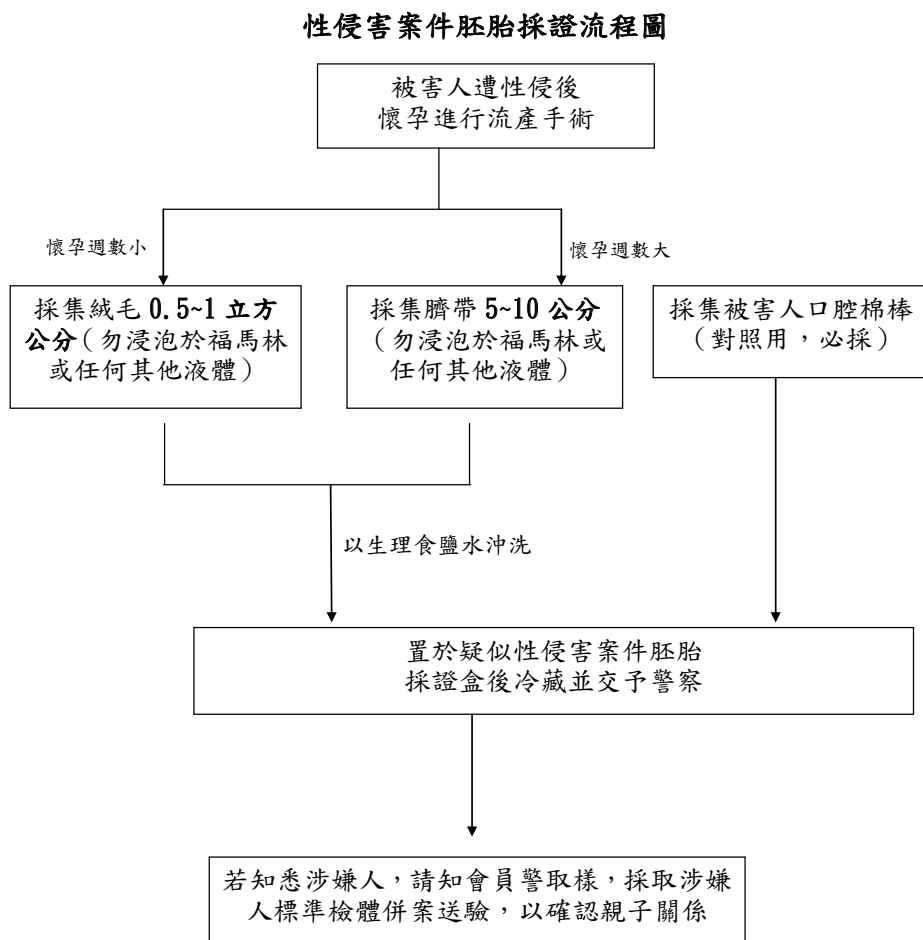 性侵害案件胚胎採證流程圖
被害人遭性侵後
懷孕進行流產手術
懷孕週數小
懷孕週數大
採集絨毛 0.5~1 立方
公分(勿浸泡於福馬林
或任何其他液體)
採集臍帶 5~10 公分
(勿浸泡於福馬林或
任何其他液體)
採集被害人口腔棉棒
(對照用,必採)
以生理食鹽水沖洗
置於疑似性侵害案件胚胎
採證盒後冷藏並交予警察
若知悉涉嫌人,請知會員警取樣,採取涉嫌
人標準檢體併案送驗,以確認親子關係